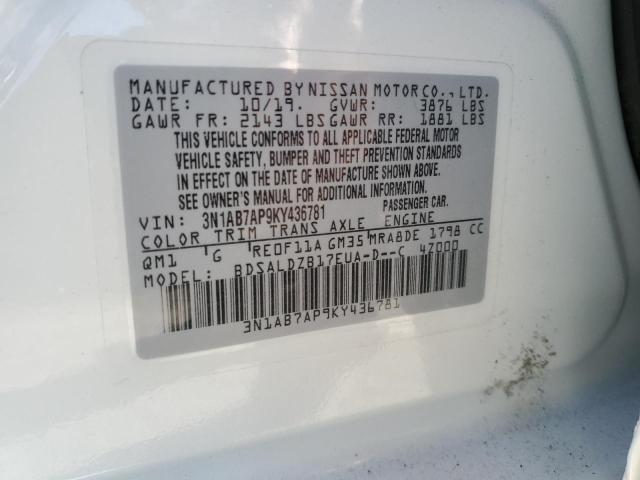 MANUFACTURED BY NISSAN MOTOR CO., LTD.
DATE: 10/19. GVWR: 3876 LBS
GAWR FR: 2143 LBS GAWR RR: 1881 LBS
THIS VEHICLE CONFORMS TO ALL APPLICABLE FEDERAL MOTOR
VEHICLE SAFETY, BUMPER AND THEFT PREVENTION STANDARDS
IN EFFECT ON THE DATE OF MANUFACTURE SHOWN ABOVE.
SEE OWNER'S MANUAL FOR ADDITIONAL INFORMATION.
VIN: 3N1AB7AP9KY436781 PASSENGER CAR.
COLOR TRIM TRANS AXLE ENGINE
QM1 G RE0F11A GM35 MRA8DE 1798 CC
MODEL: BDSALDZB17EUA-D--C 42000
3N1AB7AP9KY436781